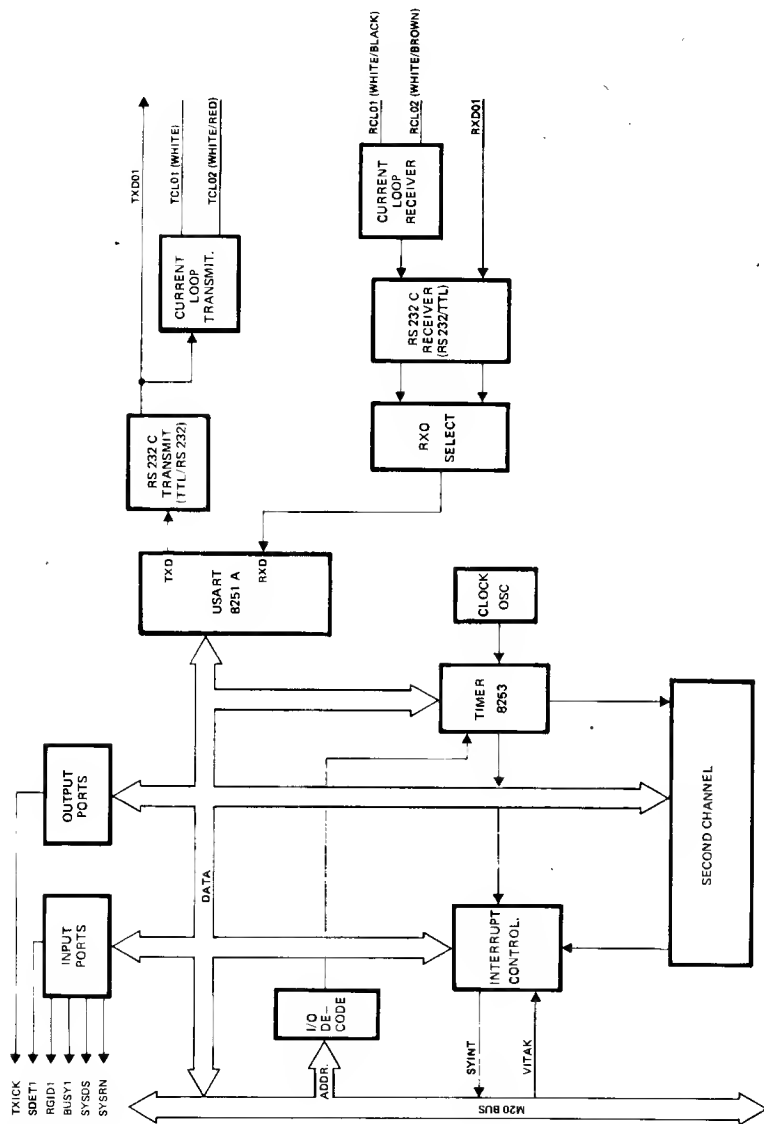 TXICK
SDET1
RGID1
BUSY1
SYSDS
SYSRN
INPUT
PORTS
OUTPUT
PORTS
TXD01
TCL01 (WHITE)
TCL02 (WHITE/RED)
CURRENT
LOOP
TRANSMIT.
RS 232 C
TRANSMIT
(TTL/RS 232)
RCL01 (WHITE/BLACK)
RCL02 (WHITE/BROWN)
RXD01
CURRENT
LOOP
RECEIVER
RS 232 C
RECEIVER
(RS 232/TTL)
RXO
SELECT
TXD
USART
8251 A
RXD
DATA
CLOCK
OSC
TIMER
8253
I/O
DE-
CODE
ADDR.
INTERRUPT
CONTROL.
SYINT
VITAK
M20 BUS
SECOND CHANNEL